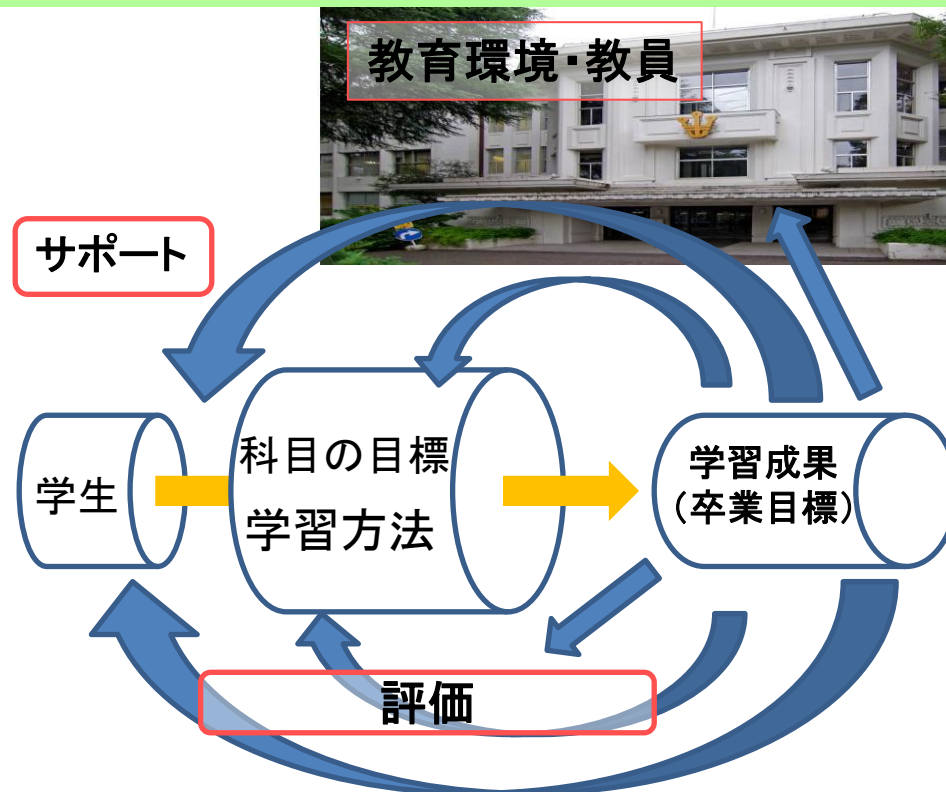 教育環境・教員
サポート
学生
科目の目標
学習方法
学習成果
（卒業目標）
評価